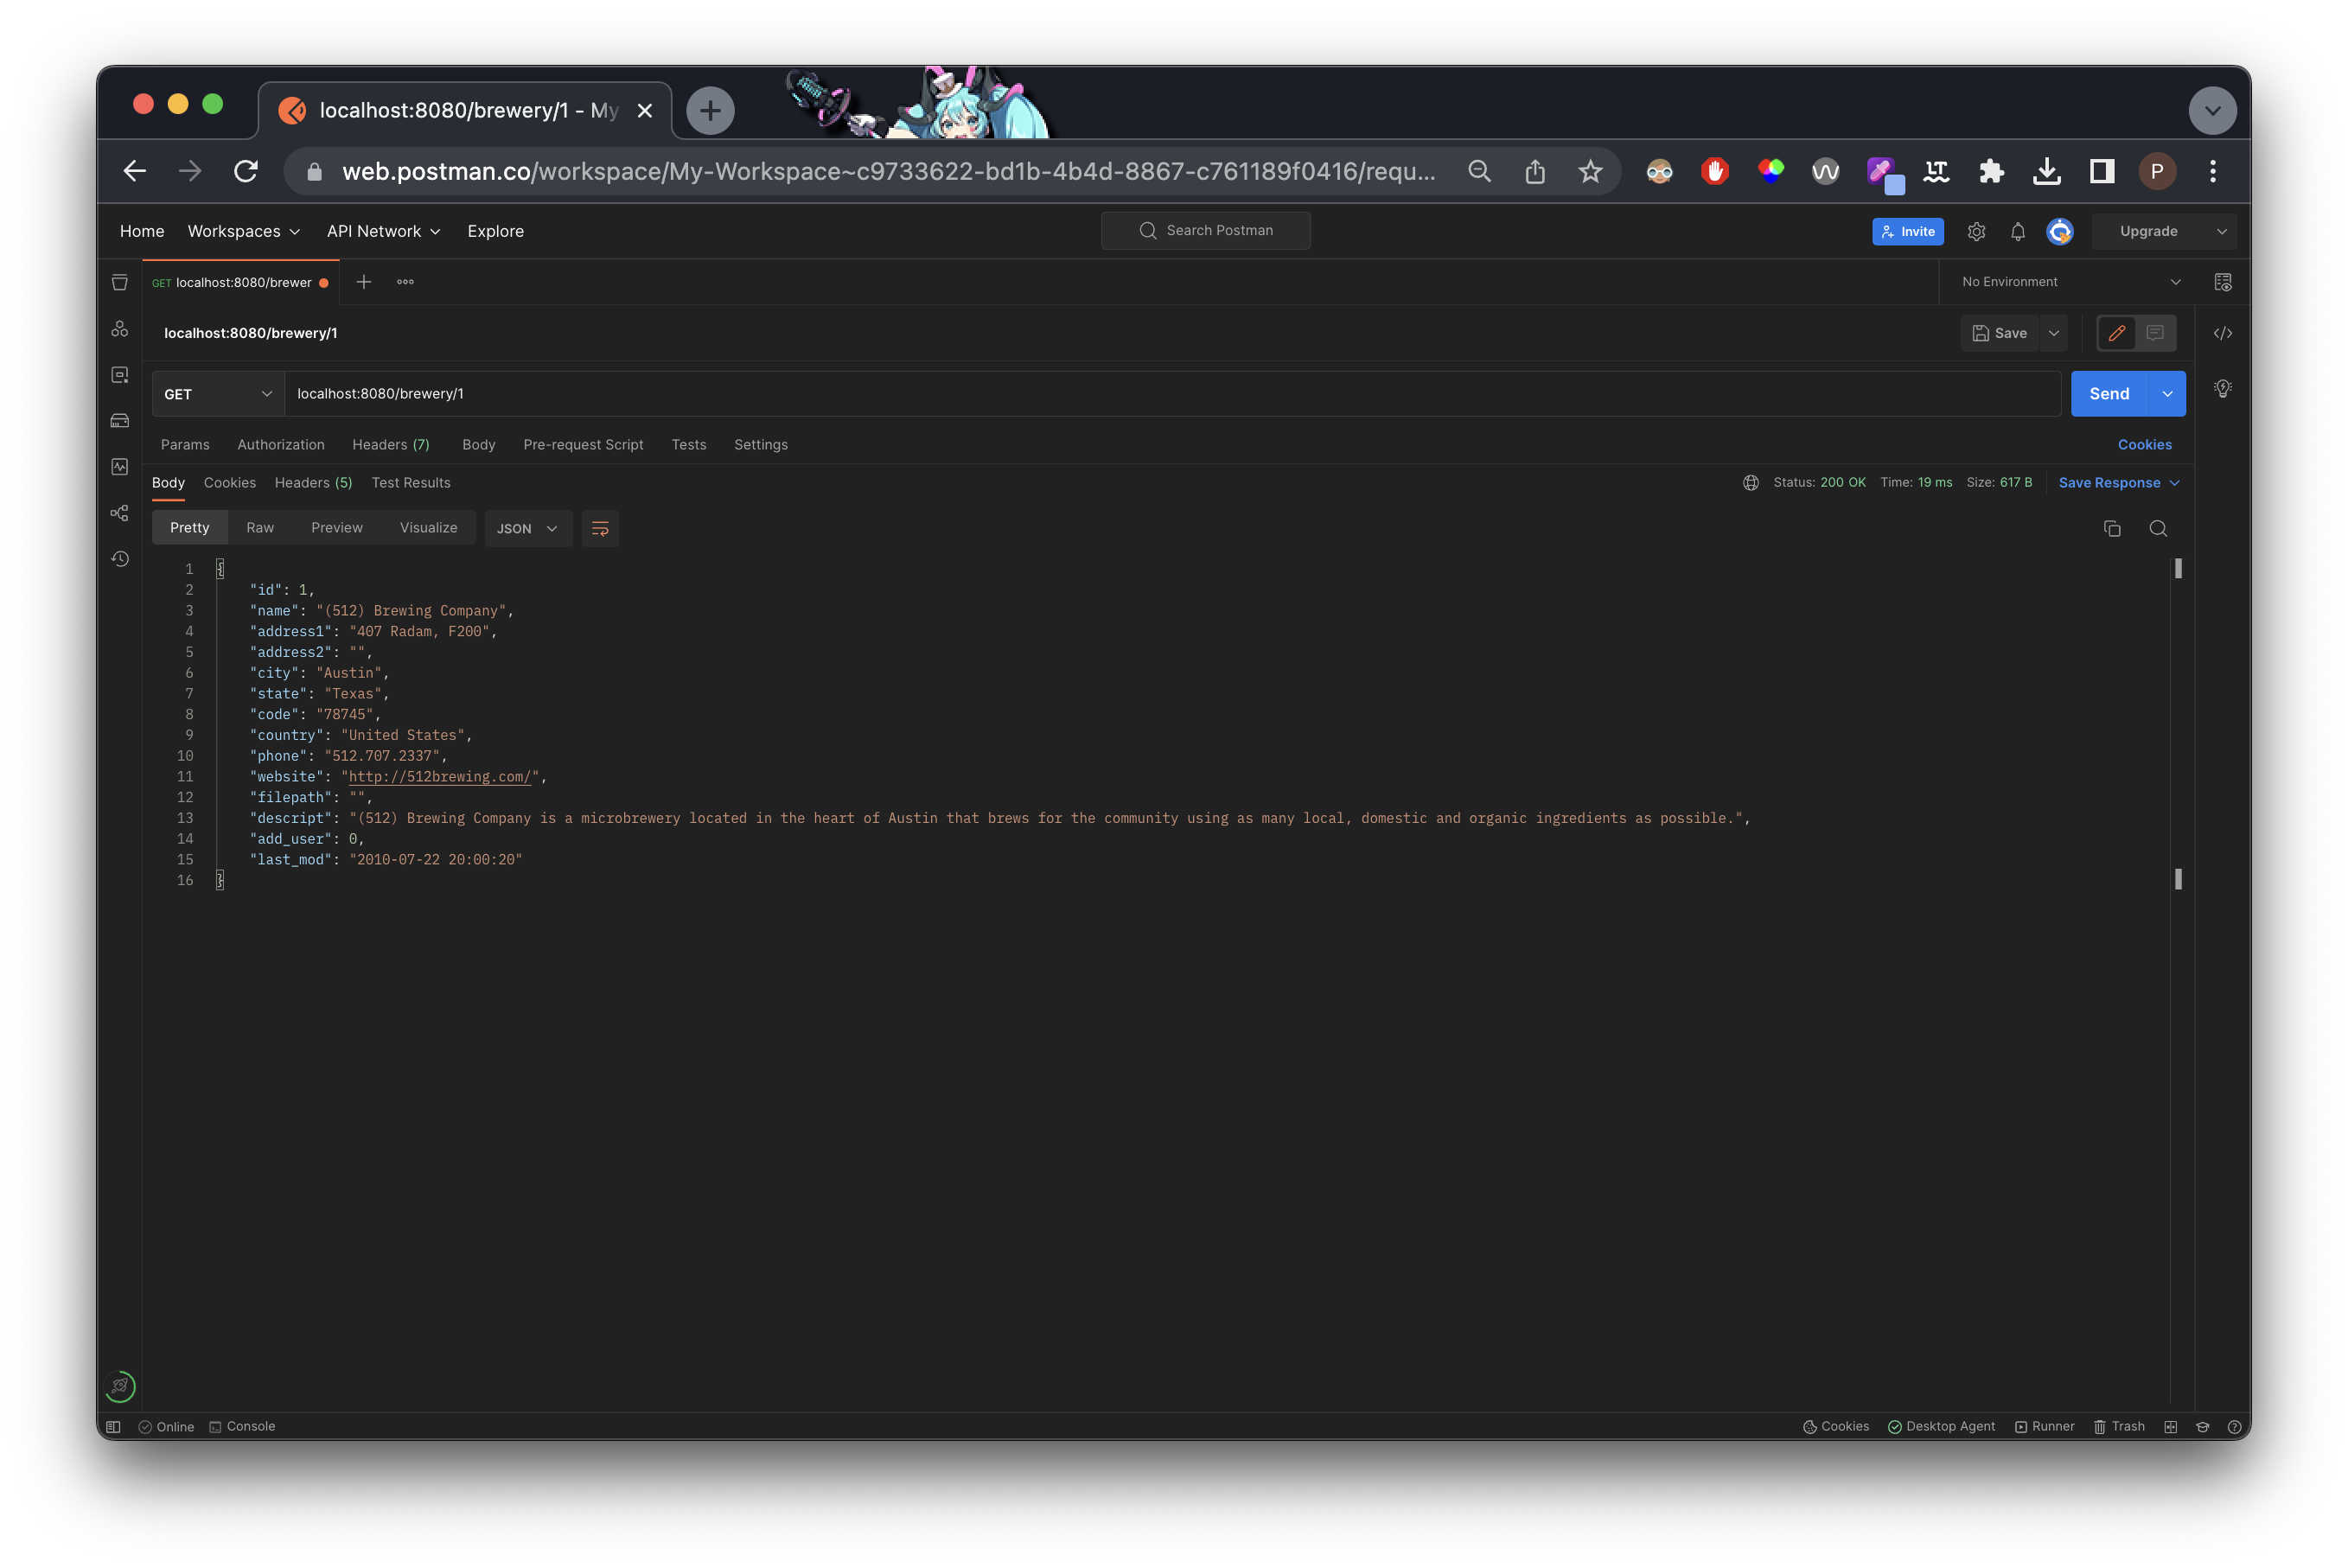 localhost:8080/brewery/1 - My
web.postman.co/workspace/My-Workspace~c9733622-bd1b-4b4d-8867-c761189f0416/requ...
P
Home Workspaces API Network Explore Search Postman Invite Upgrade
GET localhost:8080/brewer No Environment
localhost:8080/brewery/1 Save
GET localhost:8080/brewery/1 Send
Params Authorization Headers (7) Body Pre-request Script Tests Settings Cookies
Body Cookies Headers (5) Test Results Status: 200 OK Time: 19 ms Size: 617 B Save Response
Pretty Raw Preview Visualize JSON
1 {
2 "id": 1,
3 "name": "(512) Brewing Company",
4 "address1": "407 Radam, F200",
5 "address2": "",
6 "city": "Austin",
7 "state": "Texas",
8 "code": "78745",
9 "country": "United States",
10 "phone": "512.707.2337",
11 "website": "http://512brewing.com/",
12 "filepath": "",
13 "descript": "(512) Brewing Company is a microbrewery located in the heart of Austin that brews for the community using as many local, domestic and organic ingredients as possible.",
14 "add_user": 0,
15 "last_mod": "2010-07-22 20:00:20"
16 }
Online Console Cookies Desktop Agent Runner Trash